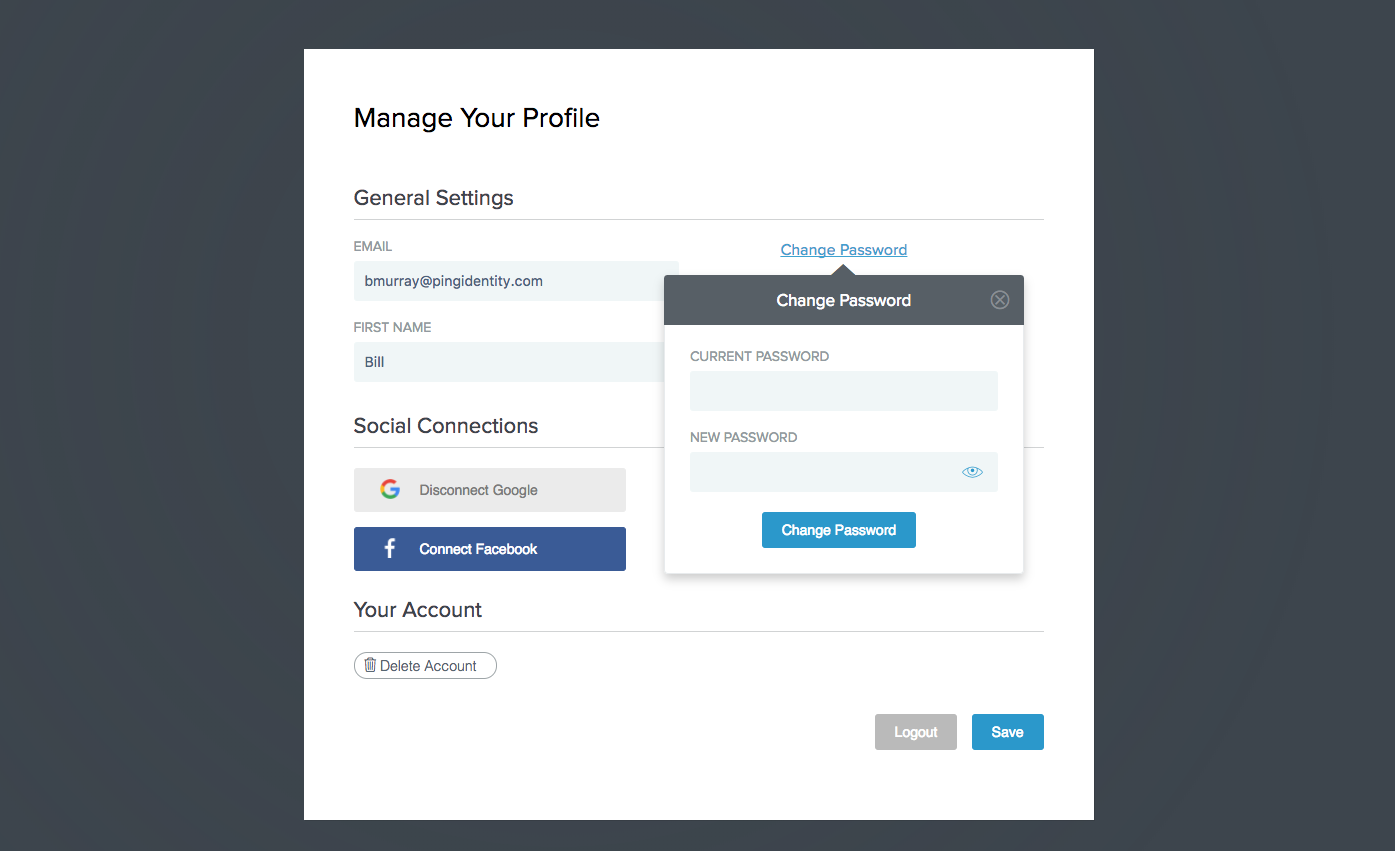 Manage Your Profile
General Settings
EMAIL
bmurray@pingidentity.com
FIRST NAME
Bill
Change Password
Change Password
CURRENT PASSWORD
NEW PASSWORD
Change Password
Social Connections
Disconnect Google
Connect Facebook
Your Account
Delete Account
Logout
Save